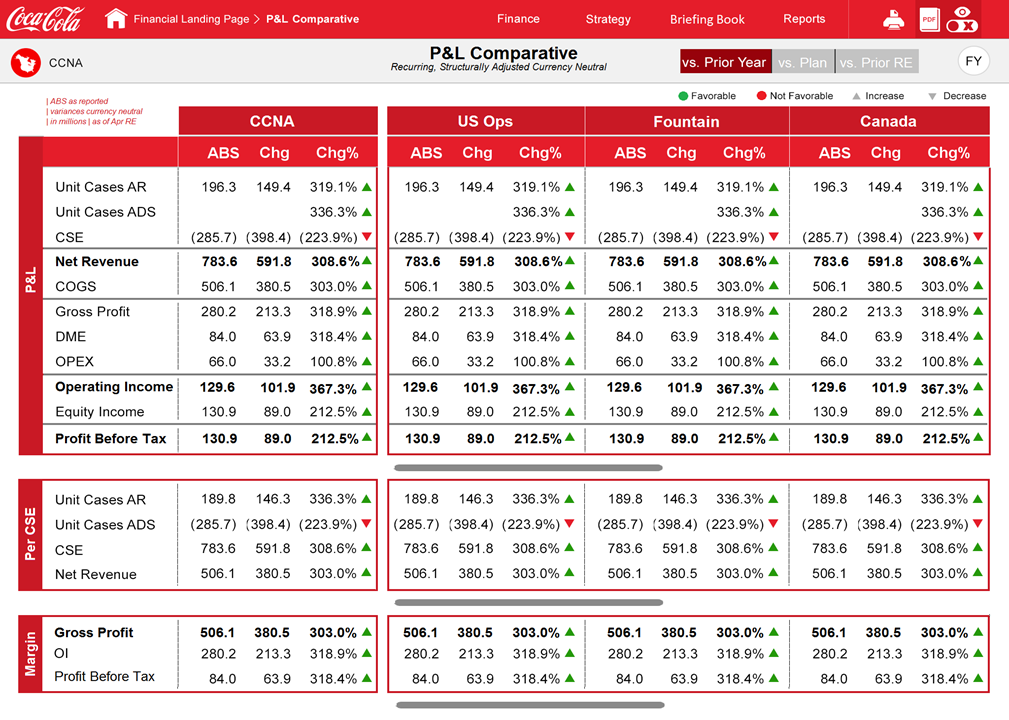 Coca-Cola Financial Landing Page > P&L Comparative Finance Strategy Briefing Book Reports PDF
CCNA P&L Comparative vs. Prior Year vs. Plan vs. Prior RE FY
Recurring, Structurally Adjusted Currency Neutral
Favorable Not Favorable Increase Decrease
| ABS as reported
| variances currency neutral
| in millions | as of Apr RE
CCNA US Ops Fountain Canada
ABS Chg Chg% ABS Chg Chg% ABS Chg Chg% ABS Chg Chg%
P&L
Unit Cases AR 196.3 149.4 319.1% 196.3 149.4 319.1% 196.3 149.4 319.1% 196.3 149.4 319.1%
Unit Cases ADS 336.3% 336.3% 336.3% 336.3%
CSE (285.7) (398.4) (223.9%) (285.7) (398.4) (223.9%) (285.7) (398.4) (223.9%) (285.7) (398.4) (223.9%)
Net Revenue 783.6 591.8 308.6% 783.6 591.8 308.6% 783.6 591.8 308.6% 783.6 591.8 308.6%
COGS 506.1 380.5 303.0% 506.1 380.5 303.0% 506.1 380.5 303.0% 506.1 380.5 303.0%
Gross Profit 280.2 213.3 318.9% 280.2 213.3 318.9% 280.2 213.3 318.9% 280.2 213.3 318.9%
DME 84.0 63.9 318.4% 84.0 63.9 318.4% 84.0 63.9 318.4% 84.0 63.9 318.4%
OPEX 66.0 33.2 100.8% 66.0 33.2 100.8% 66.0 33.2 100.8% 66.0 33.2 100.8%
Operating Income 129.6 101.9 367.3% 129.6 101.9 367.3% 129.6 101.9 367.3% 129.6 101.9 367.3%
Equity Income 130.9 89.0 212.5% 130.9 89.0 212.5% 130.9 89.0 212.5% 130.9 89.0 212.5%
Profit Before Tax 130.9 89.0 212.5% 130.9 89.0 212.5% 130.9 89.0 212.5% 130.9 89.0 212.5%
Per CSE
Unit Cases AR 189.8 146.3 336.3% 189.8 146.3 336.3% 189.8 146.3 336.3% 189.8 146.3 336.3%
Unit Cases ADS (285.7) (398.4) (223.9%) (285.7) (398.4) (223.9%) (285.7) (398.4) (223.9%) (285.7) (398.4) (223.9%)
CSE 783.6 591.8 308.6% 783.6 591.8 308.6% 783.6 591.8 308.6% 783.6 591.8 308.6%
Net Revenue 506.1 380.5 303.0% 506.1 380.5 303.0% 506.1 380.5 303.0% 506.1 380.5 303.0%
Margin
Gross Profit 506.1 380.5 303.0% 506.1 380.5 303.0% 506.1 380.5 303.0% 506.1 380.5 303.0%
OI 280.2 213.3 318.9% 280.2 213.3 318.9% 280.2 213.3 318.9% 280.2 213.3 318.9%
Profit Before Tax 84.0 63.9 318.4% 84.0 63.9 318.4% 84.0 63.9 318.4% 84.0 63.9 318.4%